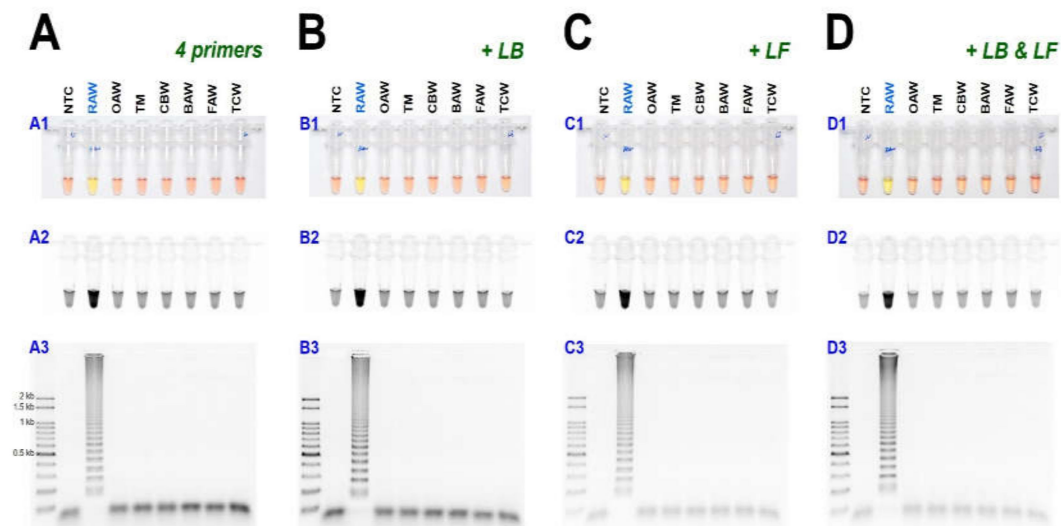 A
4 primers
NTC RAW OAW TM CBW BAW FAW TCW
A1
A2
A3
2 kb
1.5 kb
1 kb
0.5 kb
B
+ LB
NTC RAW OAW TM CBW BAW FAW TCW
B1
B2
B3
C
+ LF
NTC RAW OAW TM CBW BAW FAW TCW
C1
C2
C3
D
+ LB & LF
NTC RAW OAW TM CBW BAW FAW TCW
D1
D2
D3